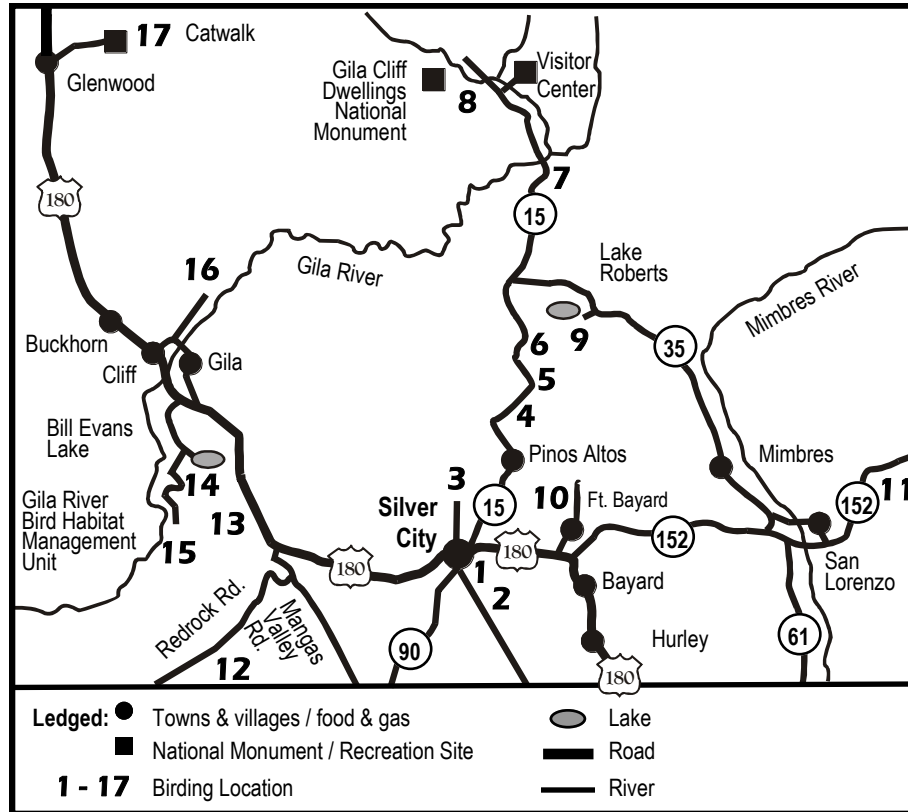 17 Catwalk
Glenwood
Gila Cliff
Dwellings
National
Monument
8
Visitor
Center
7
180
15
16
Gila River
Lake
Roberts
Mimbres River
Buckhorn
Cliff
Gila
6
9
35
5
4
Bill Evans
Lake
14
Pinos Altos
Mimbres
3
15
10
Ft. Bayard
152
11
Gila River
Bird Habitat
Management
Unit
13
15
Silver
City
180
1
180
152
San
Lorenzo
2
Bayard
Redrock Rd.
Mangas
Valley
Rd.
12
90
Hurley
180
61
Ledged:
Towns & villages / food & gas
Lake
National Monument / Recreation Site
Road
1 - 17 Birding Location
River